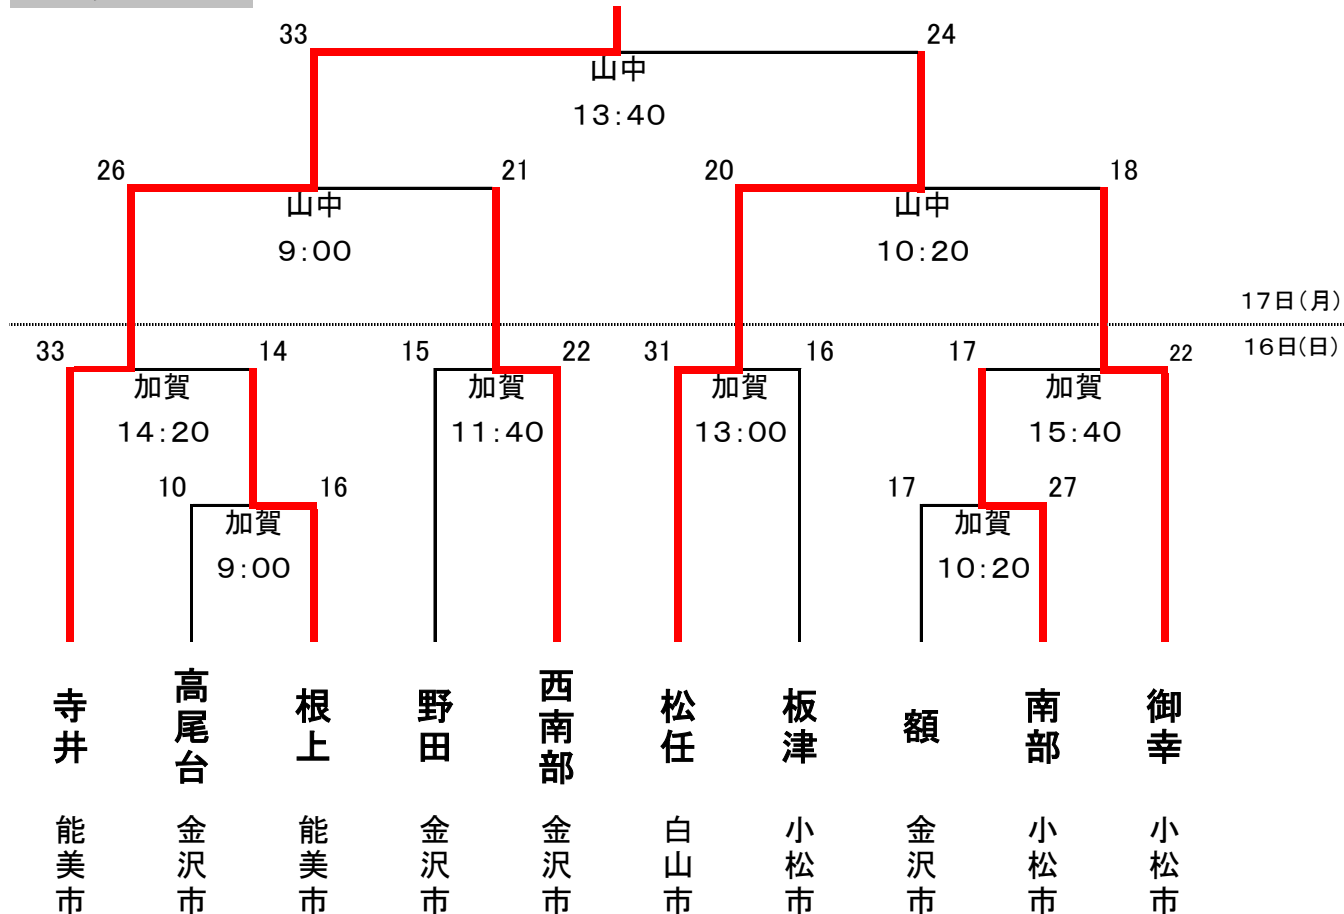 33
24
山中
13:40
26
21
20
18
山中
山中
9:00
10:20
17日(月)
16日(日)
33
14
15
22
31
16
17
22
加賀
加賀
加賀
加賀
14:20
11:40
13:00
15:40
10
16
17
27
加賀
加賀
9:00
10:20
寺井
高尾台
根上
野田
西南部
松任
板津
額
南部
御幸
能美市
金沢市
能美市
金沢市
金沢市
白山市
小松市
金沢市
小松市
小松市